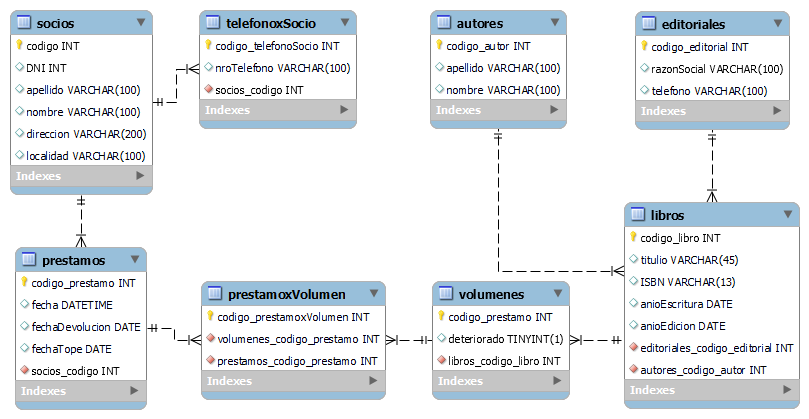 socios
codigo INT
DNI INT
apellido VARCHAR(100)
nombre VARCHAR(100)
direccion VARCHAR(200)
localidad VARCHAR(100)
Indexes
telefonoxSocio
codigo_telefonoSocio INT
nroTelefono VARCHAR(100)
socios_codigo INT
Indexes
autores
codigo_autor INT
apellido VARCHAR(100)
nombre VARCHAR(100)
Indexes
editoriales
codigo_editorial INT
razonSocial VARCHAR(100)
telefono VARCHAR(100)
Indexes
prestamos
codigo_prestamo INT
fecha DATETIME
fechaDevolucion DATE
fechaTope DATE
socios_codigo INT
Indexes
prestamoxVolumen
codigo_prestamoxVolumen INT
volumenes_codigo_prestamo INT
prestamos_codigo_prestamo INT
Indexes
volumenes
codigo_prestamo INT
deteriorado TINYINT(1)
libros_codigo_libro INT
Indexes
libros
codigo_libro INT
titulio VARCHAR(45)
ISBN VARCHAR(13)
anioEscritura DATE
anioEdicion DATE
editoriales_codigo_editorial INT
autores_codigo_autor INT
Indexes